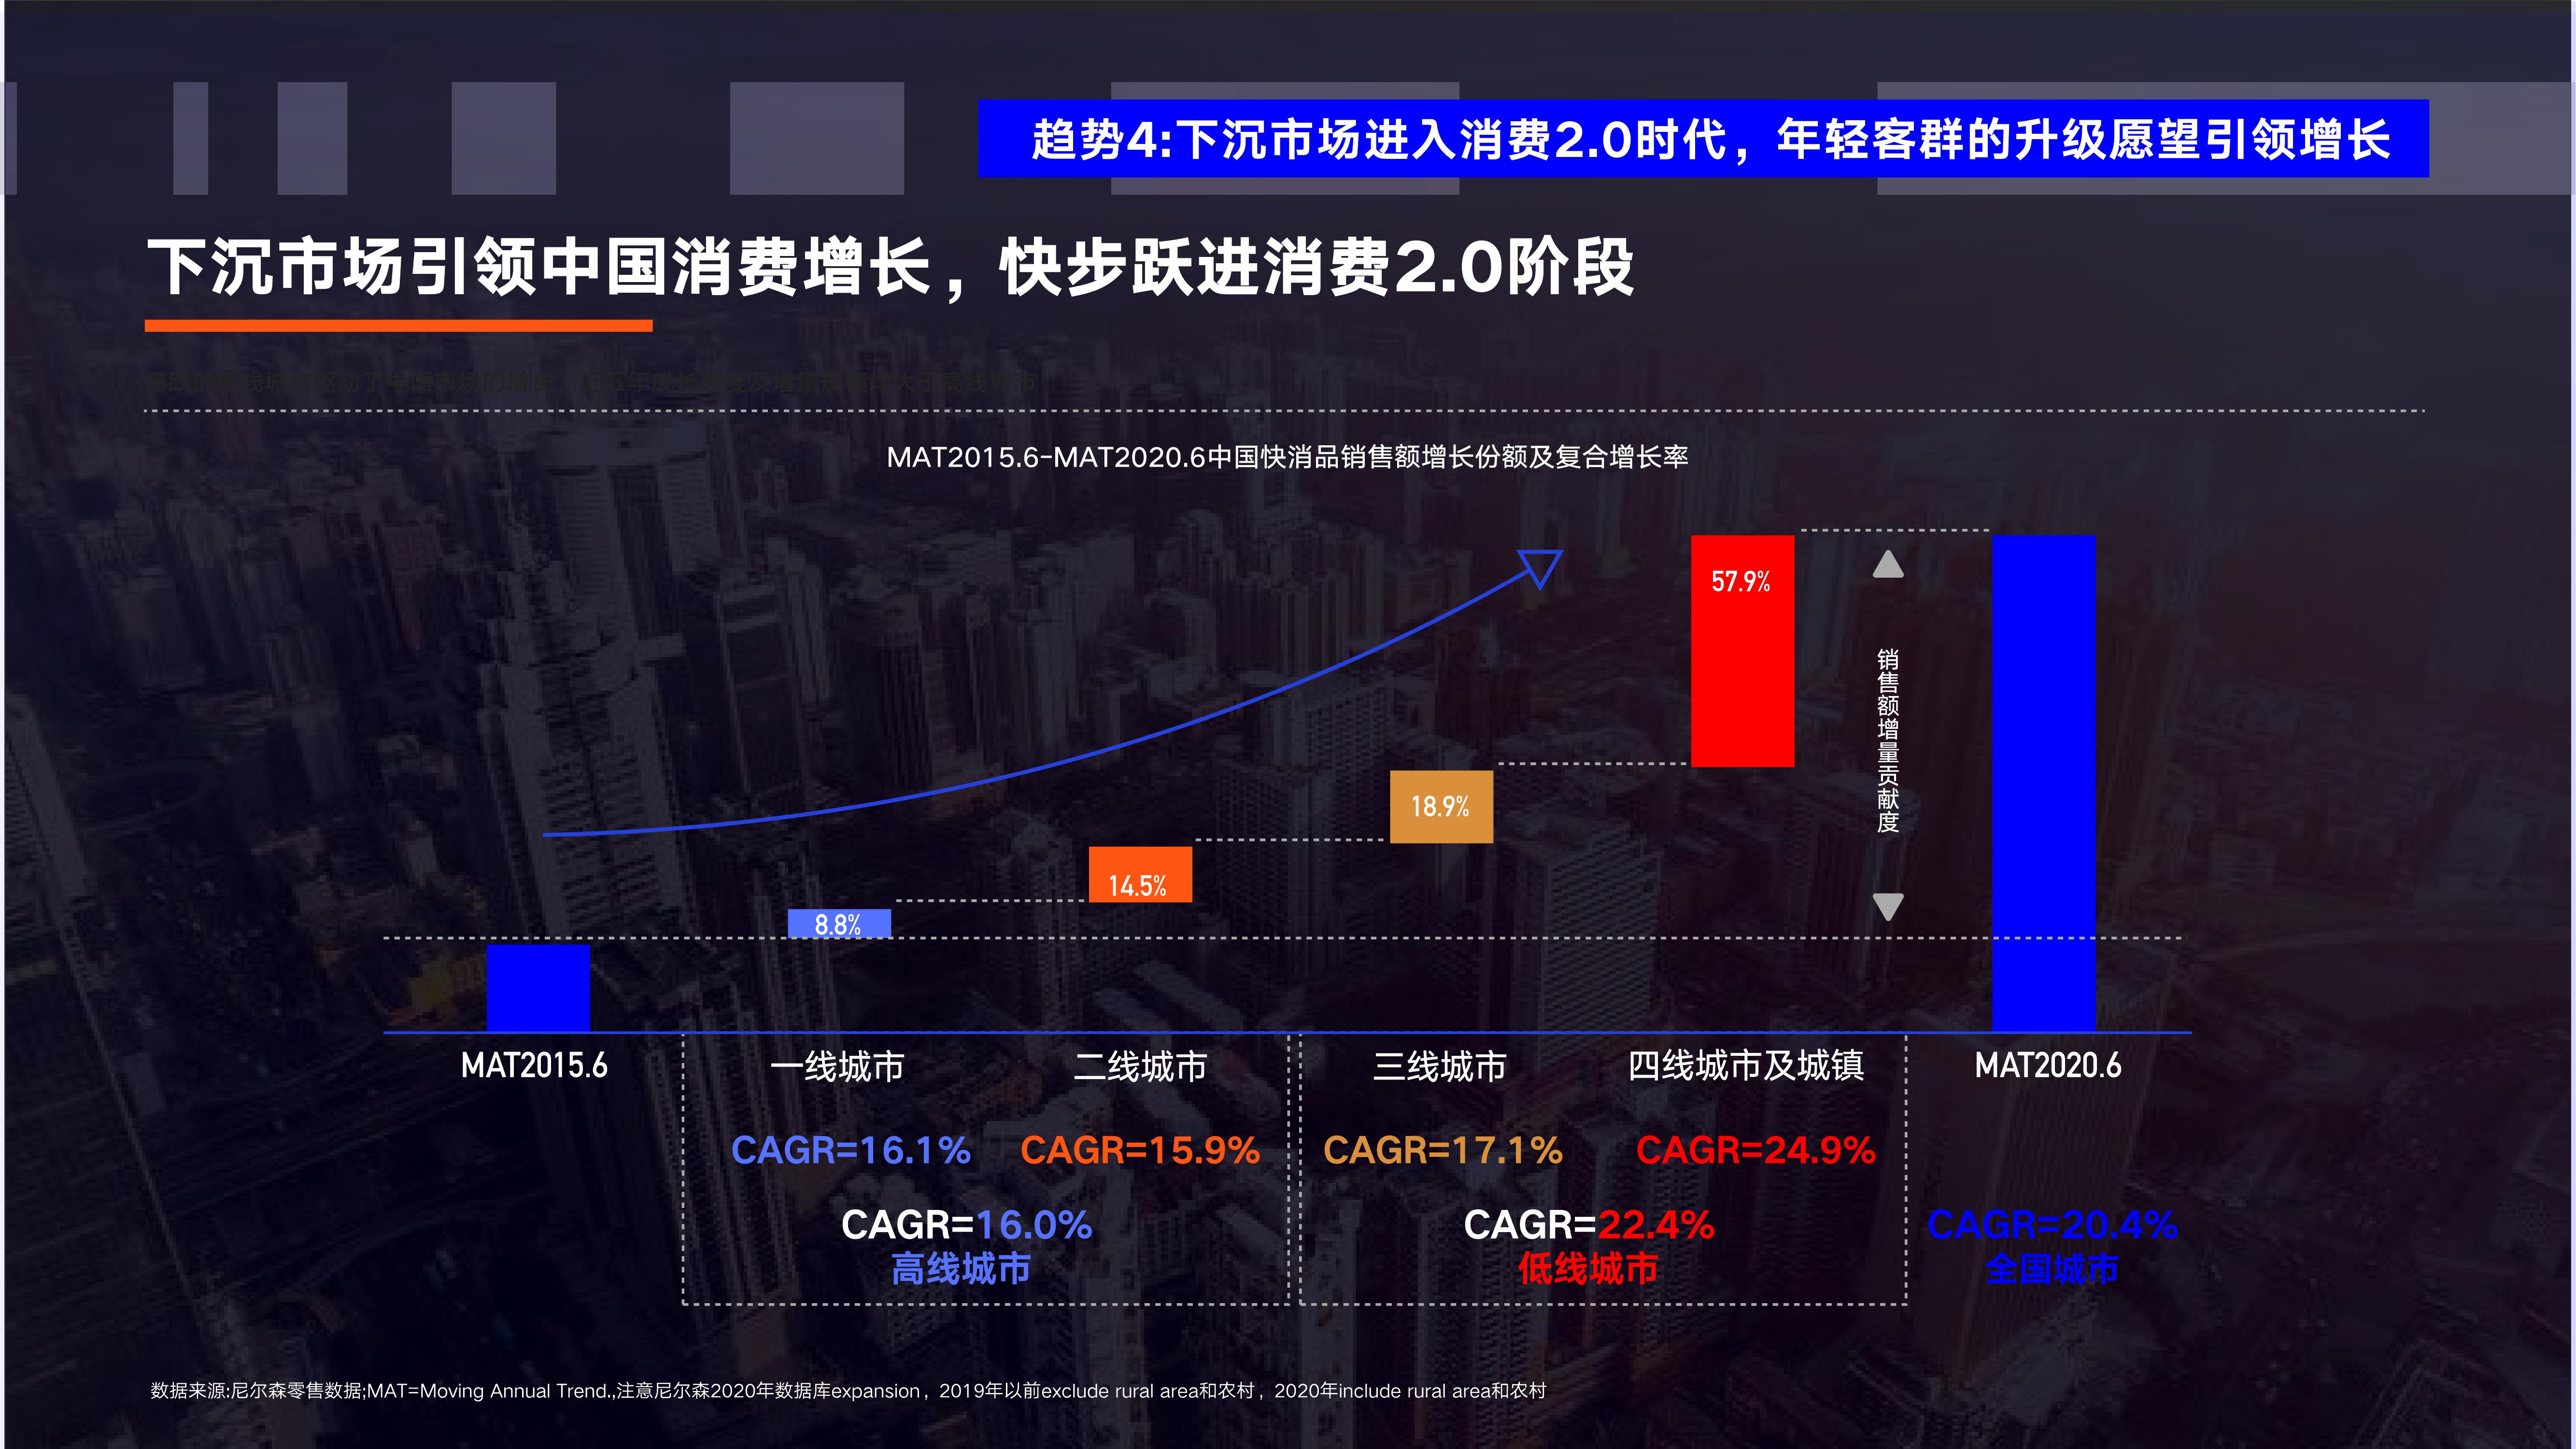 趋势4:下沉市场进入消费2.0时代，年轻客群的升级愿望引领增长
下沉市场引领中国消费增长，快步跃进消费2.0阶段
MAT2015.6-MAT2020.6中国快消品销售额增长份额及复合增长率
57.9%
18.9%
14.5%
8.8%
销售额增量贡献度
MAT2015.6 一线城市 二线城市 三线城市 四线城市及城镇 MAT2020.6
CAGR=16.1% CAGR=15.9% CAGR=17.1% CAGR=24.9%
CAGR=16.0% CAGR=22.4% CAGR=20.4%
高线城市 低线城市 全国城市
数据来源:尼尔森零售数据;MAT=Moving Annual Trend.,注意尼尔森2020年数据库expansion，2019年以前exclude rural area和农村，2020年include rural area和农村